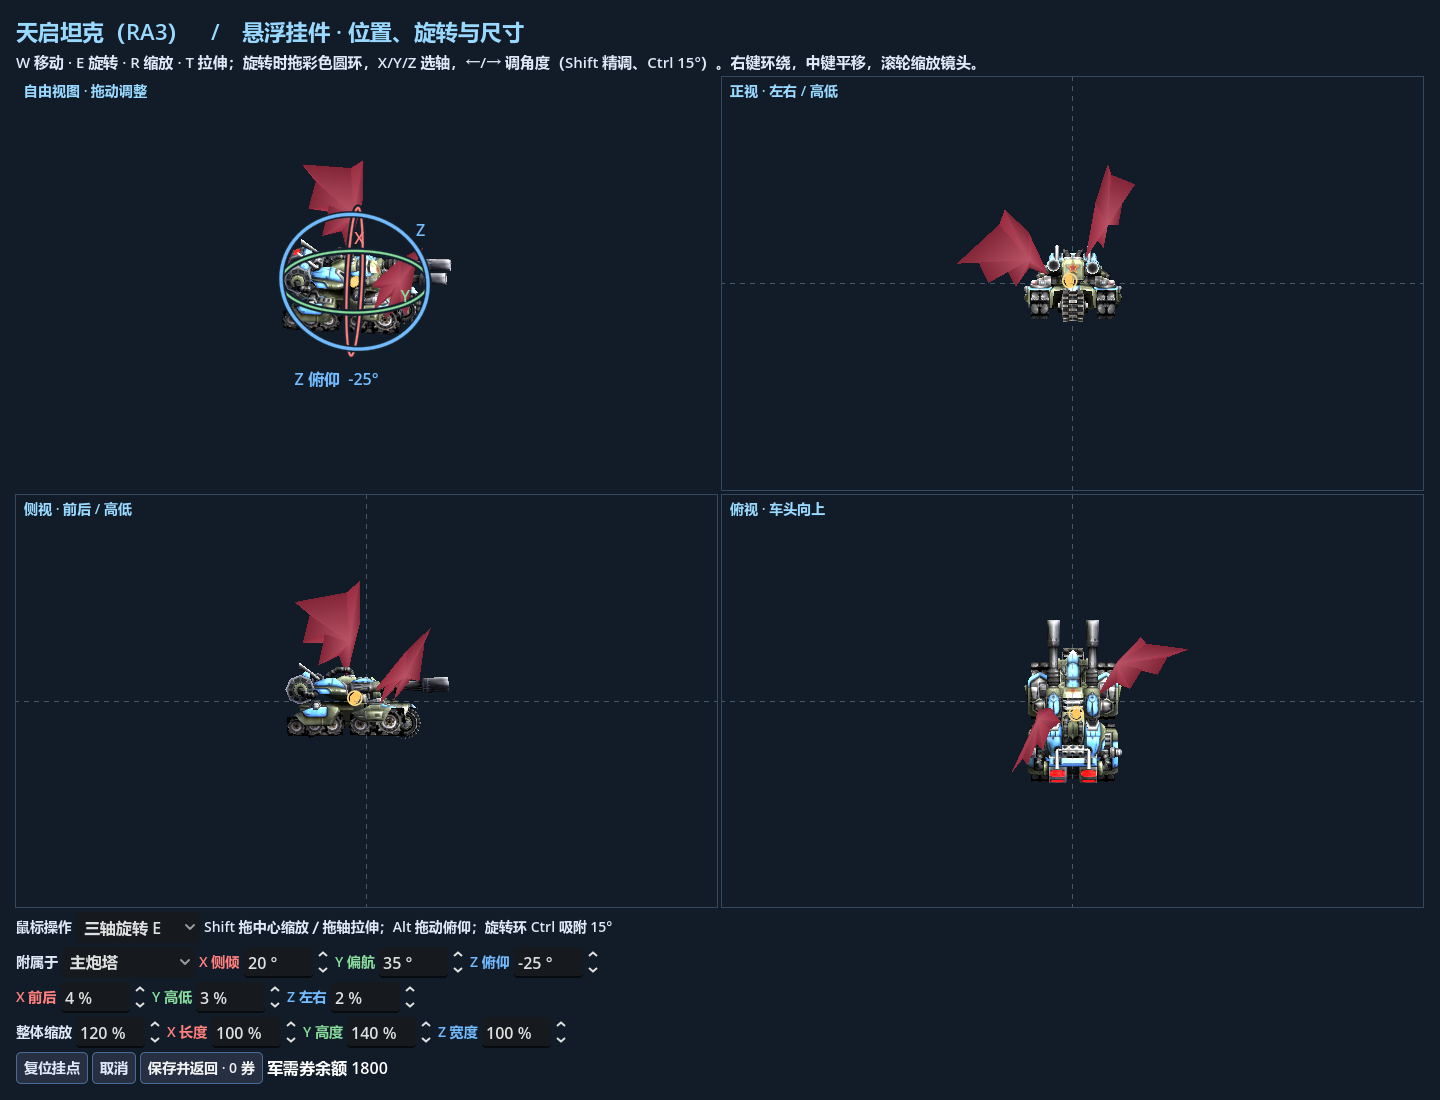 天启坦克（RA3） / 悬浮挂件 · 位置、旋转与尺寸
W 移动 · E 旋转 · R 缩放 · T 拉伸；旋转时拖彩色圆环，X/Y/Z 选轴，←/→ 调角度（Shift 精调、Ctrl 15°）。右键环绕，中键平移，滚轮缩放镜头。
自由视图 · 拖动调整
正视 · 左右 / 高低
Z
X
Y
Z 俯仰 -25°
侧视 · 前后 / 高低
俯视 · 车头向上
鼠标操作 三轴旋转 E Shift 拖中心缩放 / 拖轴拉伸；Alt 拖动俯仰；旋转环 Ctrl 吸附 15°
附属于 主炮塔 X 侧倾 20 ° Y 偏航 35 ° Z 俯仰 -25 °
X 前后 4 % Y 高低 3 % Z 左右 2 %
整体缩放 120 % X 长度 100 % Y 高度 140 % Z 宽度 100 %
复位挂点 取消 保存并返回 · 0 券 军需券余额 1800